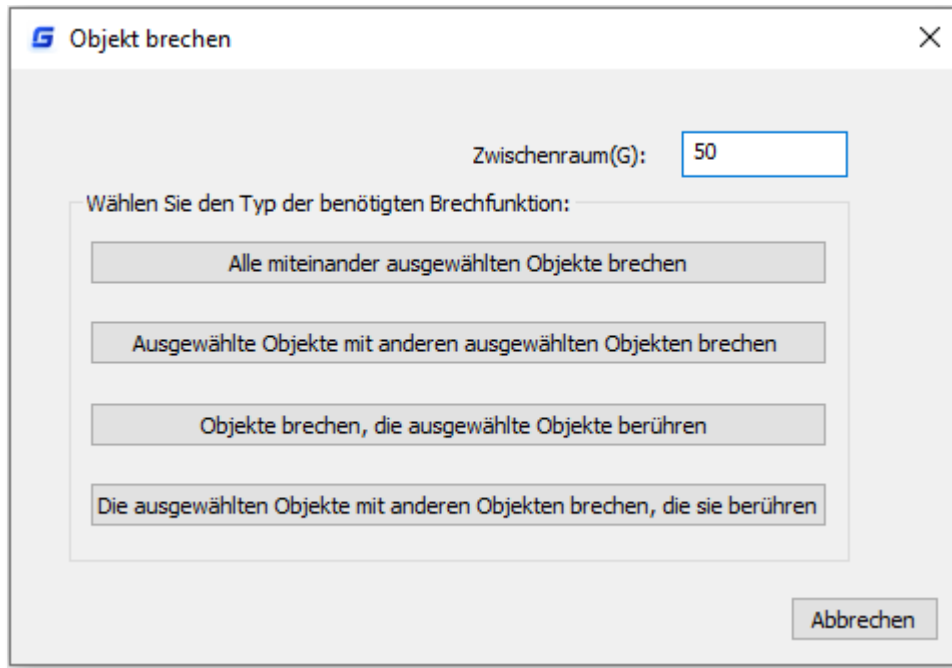 Objekt brechen
Zwischenraum(G): 50
Wählen Sie den Typ der benötigten Brechfunktion:
Alle miteinander ausgewählten Objekte brechen
Ausgewählte Objekte mit anderen ausgewählten Objekten brechen
Objekte brechen, die ausgewählte Objekte berühren
Die ausgewählten Objekte mit anderen Objekten brechen, die sie berühren
Abbrechen